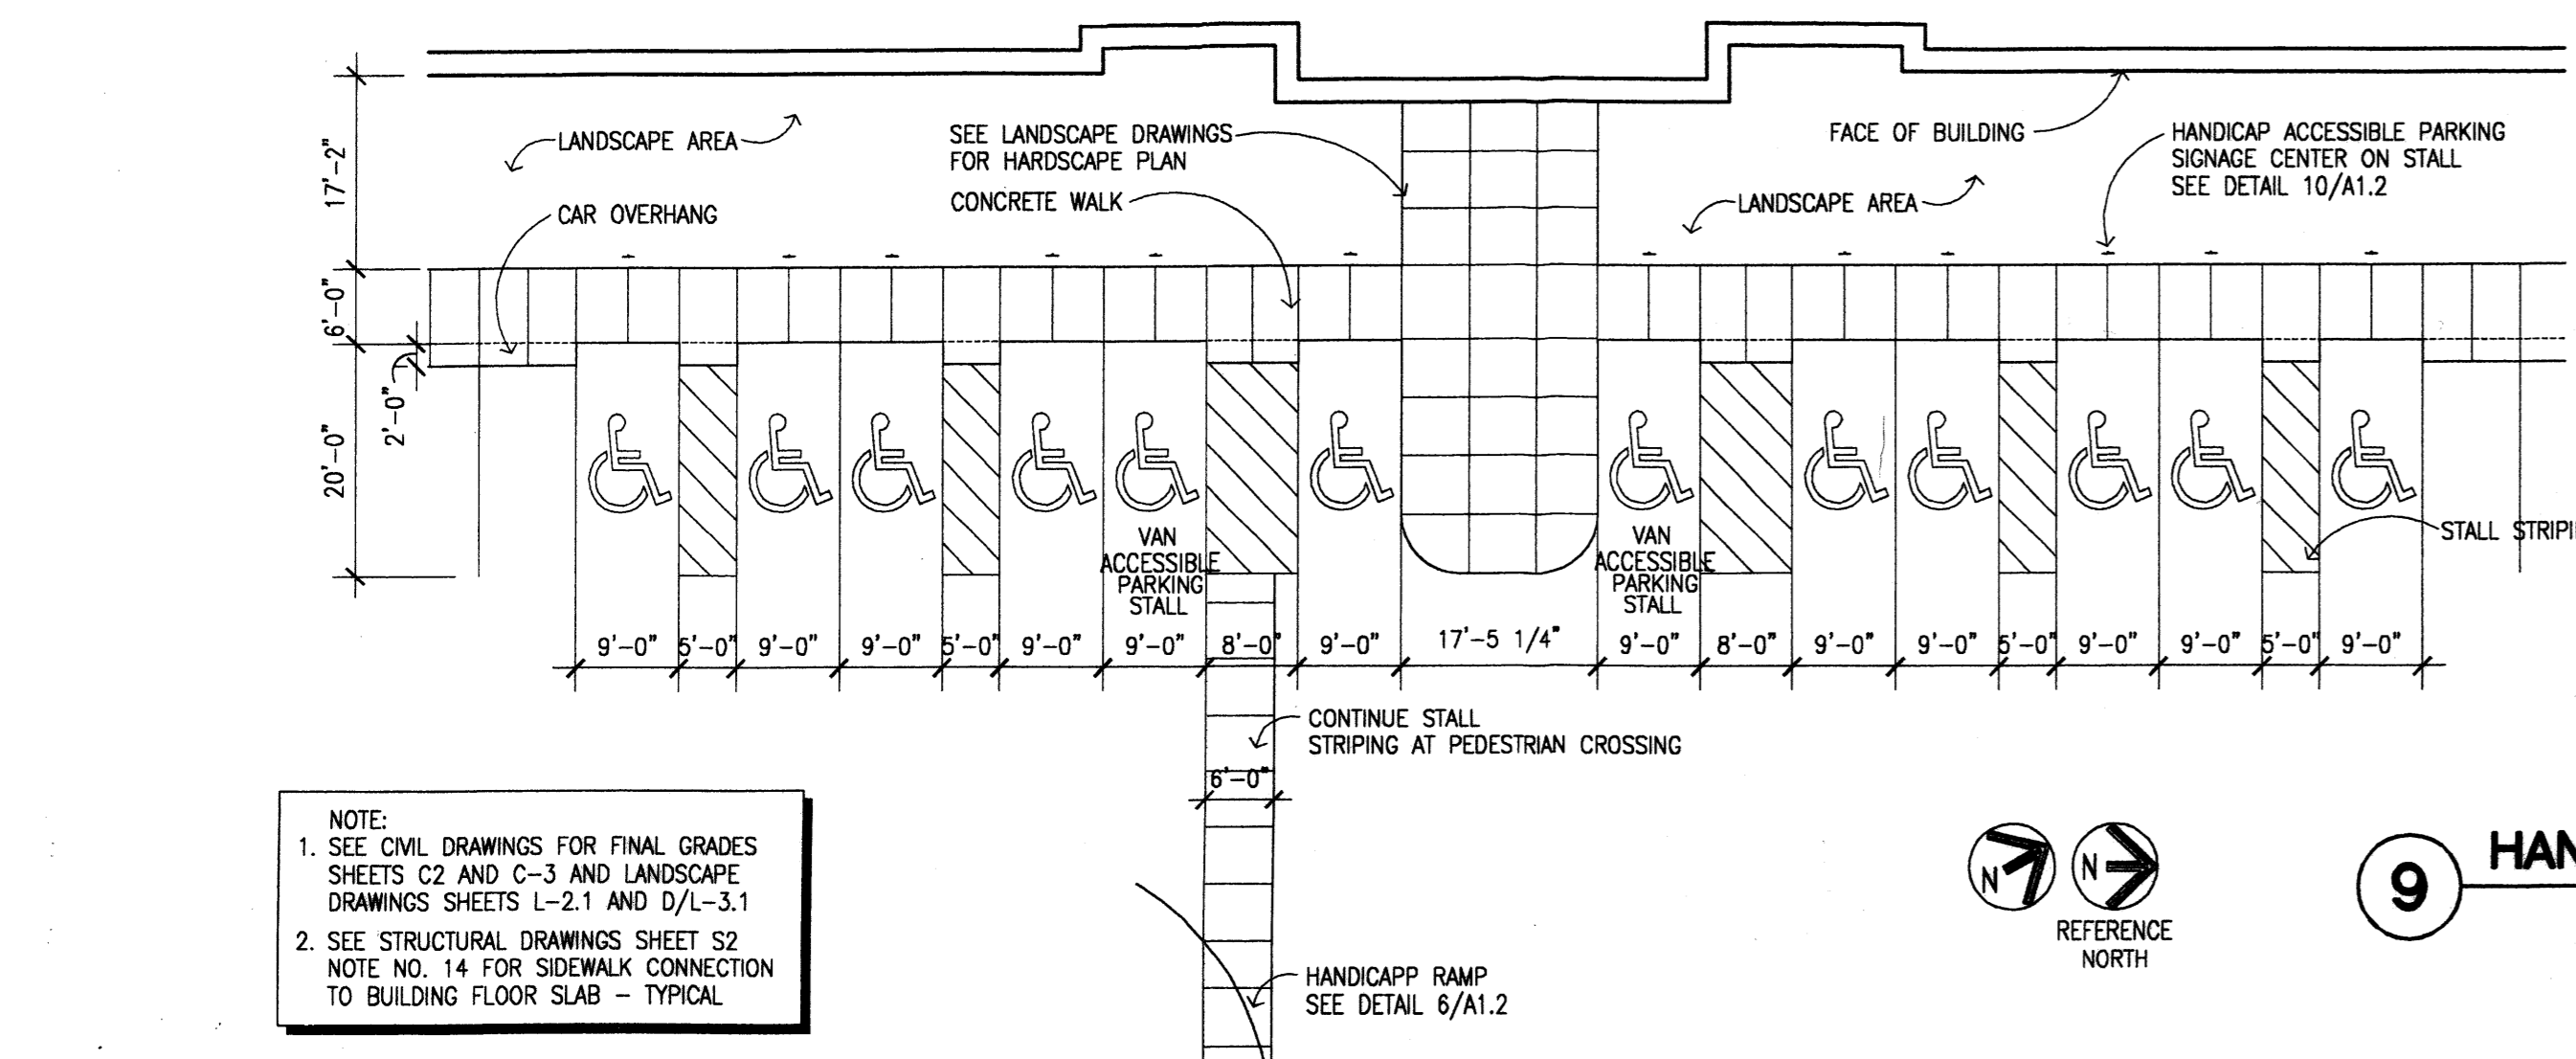 LANDSCAPE AREA
CAR OVERHANG
SEE LANDSCAPE DRAWINGS
FOR HARDSCAPE PLAN
CONCRETE WALK
FACE OF BUILDING
LANDSCAPE AREA
HANDICAP ACCESSIBLE PARKING
SIGNAGE CENTER ON STALL
SEE DETAIL 10/A1.2
17'-2"
6'-0"
2'-0"
20'-0"
VAN
ACCESSIBLE
PARKING
STALL
VAN
ACCESSIBLE
PARKING
STALL
STALL STRIPI
9'-0" 5'-0" 9'-0" 9'-0" 5'-0" 9'-0" 9'-0" 8'-0" 9'-0" 17'-5 1/4" 9'-0" 8'-0" 9'-0" 9'-0" 5'-0" 9'-0" 9'-0" 5'-0" 9'-0"
CONTINUE STALL
STRIPING AT PEDESTRIAN CROSSING
6'-0"
NOTE:
1. SEE CIVIL DRAWINGS FOR FINAL GRADES
SHEETS C2 AND C-3 AND LANDSCAPE
DRAWINGS SHEETS L-2.1 AND D/L-3.1
2. SEE STRUCTURAL DRAWINGS SHEET S2
NOTE NO. 14 FOR SIDEWALK CONNECTION
TO BUILDING FLOOR SLAB - TYPICAL
HANDICAPP RAMP
SEE DETAIL 6/A1.2
N N
REFERENCE
NORTH
9 HAN